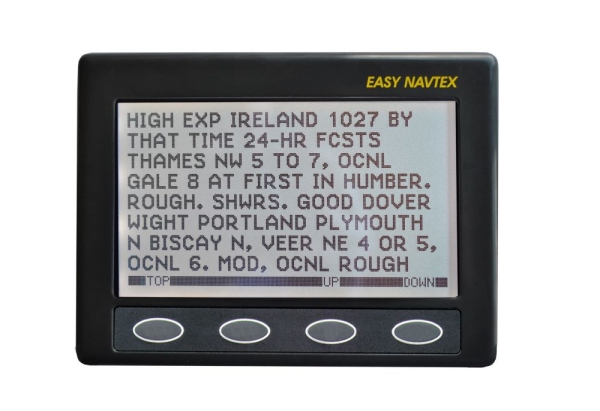 EASY NAVTEX
HIGH EXP IRELAND 1027 BY
THAT TIME 24-HR FCSTS
THAMES NW 5 TO 7, OCNL
GALE 8 AT FIRST IN HUMBER.
ROUGH. SHWRS. GOOD DOVER
WIGHT PORTLAND PLYMOUTH
N BISCAY N, VEER NE 4 OR 5,
OCNL 6. MOD, OCNL ROUGH
TOP UP DOWN